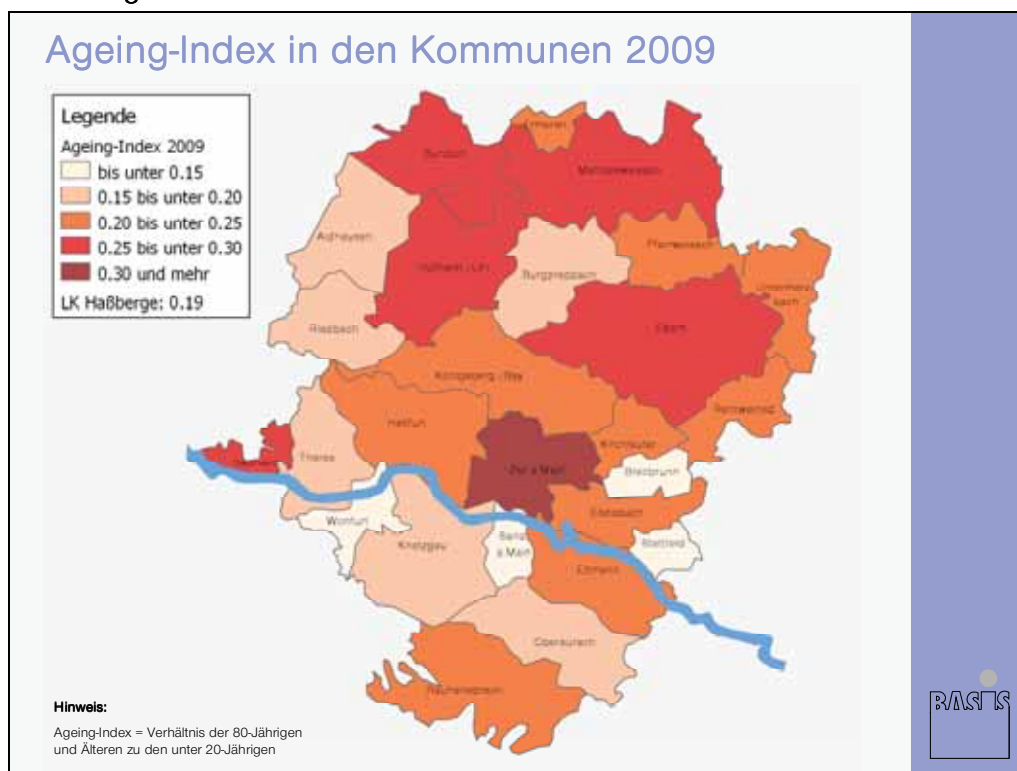 Ageing-Index in den Kommunen 2009
Legende
Ageing-Index 2009
bis unter 0.15
0.15 bis unter 0.20
0.20 bis unter 0.25
0.25 bis unter 0.30
0.30 und mehr
LK Haßberge: 0.19
Ermershs.
Bundorf
Maroldsweisach
Aidhausen
Pfarrweisach
Hofheim i.Ufr.
Burgpreppach
Untermerz-
bach
Riedbach
Ebern
Königsberg i.Bay
Rentweinsd.
Haßfurt
Kirchlauter
Theres
Zeil a.Main
Breitbrunn
Ebelsbach
Wonfurt
Sand
a.Main
Stettfeld
Knetzgau
Eltmann
Oberaurach
Rauhenebrach
Hinweis:
Ageing-Index = Verhältnis der 80-Jährigen
und Älteren zu den unter 20-Jährigen
BASIS